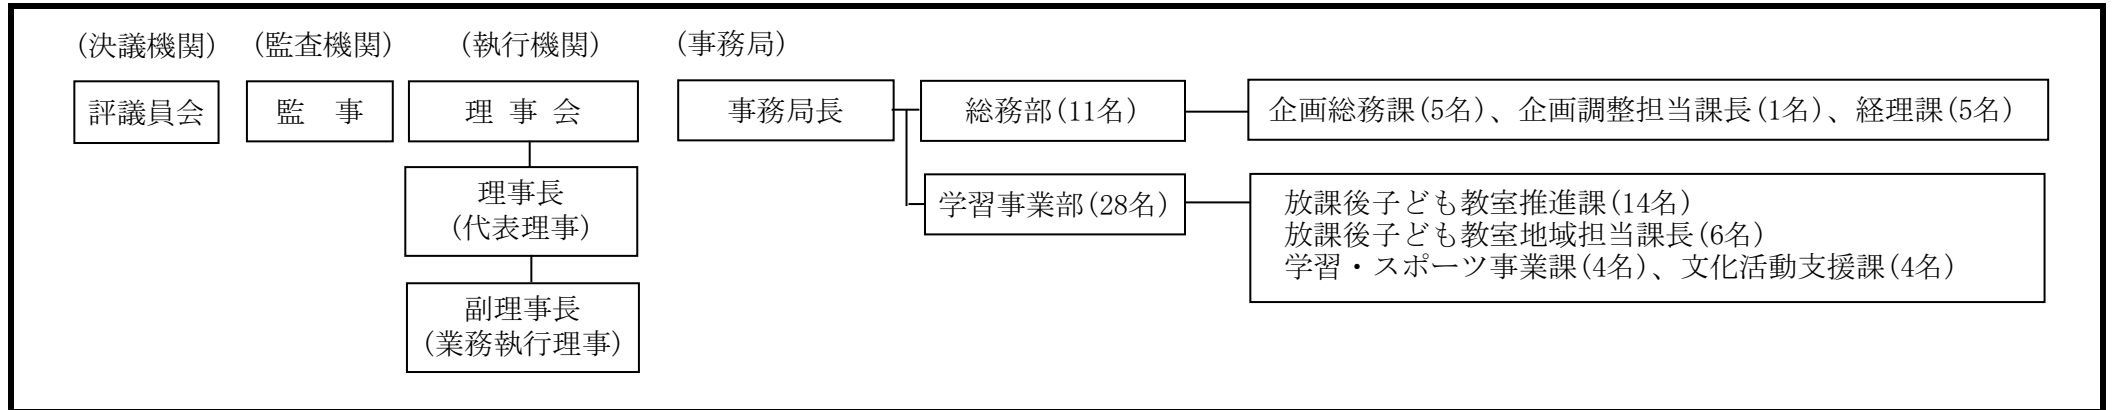 (決議機関) (監査機関) (執行機関) (事務局)
評議員会 監 事 理 事 会 事務局長 総務部(11名) 企画総務課(5名)、企画調整担当課長(1名)、経理課(5名)
理事長
(代表理事)
学習事業部(28名)
放課後子ども教室推進課(14名)
放課後子ども教室地域担当課長(6名)
学習・スポーツ事業課(4名)、文化活動支援課(4名)
副理事長
(業務執行理事)